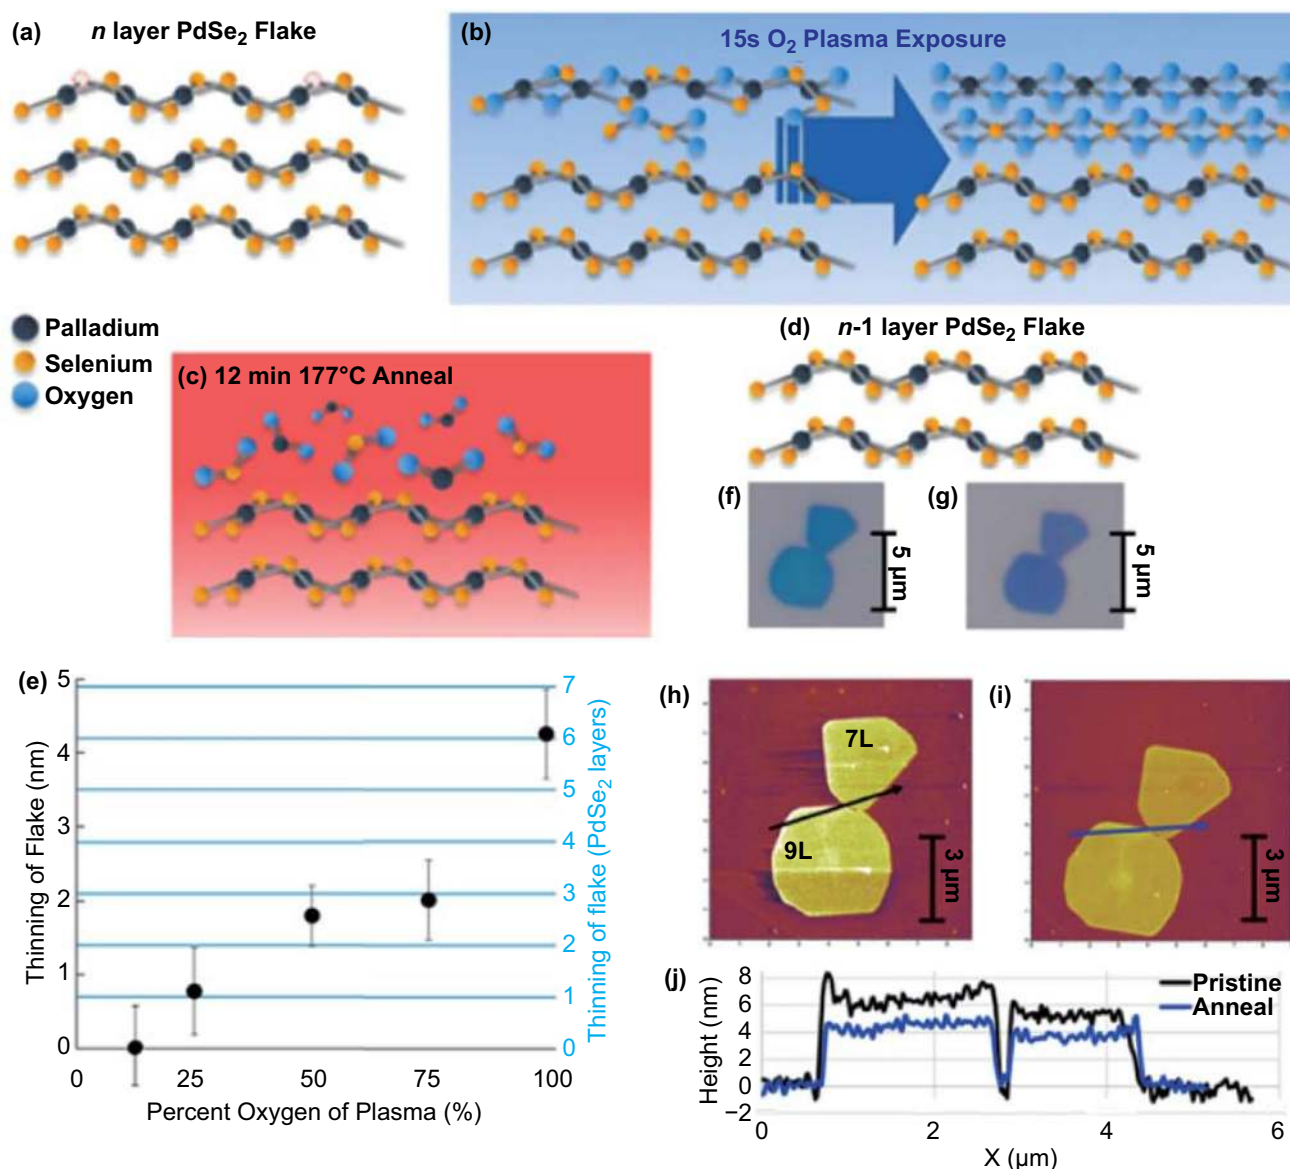 (a) n layer PdSe2 Flake
(b) 15s O2 Plasma Exposure
Palladium
Selenium
Oxygen
(c) 12 min 177°C Anneal
(d) n-1 layer PdSe2 Flake
(f)
5 µm
(g)
5 µm
(e)
Thinning of Flake (nm)
5
4
3
2
1
0
7
6
5
4
3
2
1
0
Thinning of flake (PdSe2 layers)
0 25 50 75 100
Percent Oxygen of Plasma (%)
(h)
7L
9L
3 µm
(i)
3 µm
(j)
Height (nm)
8
6
4
2
0
−2
Pristine
Anneal
0 2 4 6
X (µm)